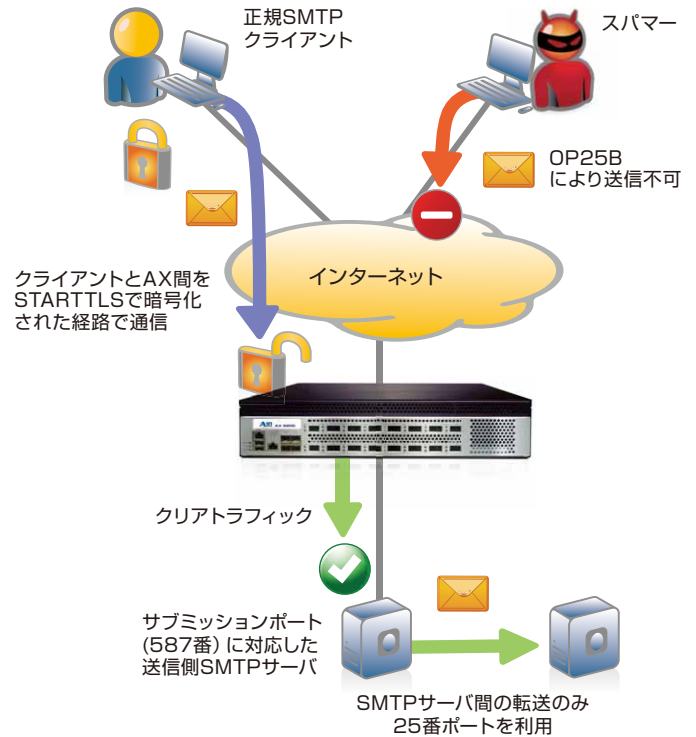 正規SMTP
クライアント
スパマー
OP25B
により送信不可
インターネット
クライアントとAX間を
STARTTLSで暗号化
された経路で通信
クリアトラフィック
サブミッションポート
(587番）に対応した
送信側SMTPサーバ
SMTPサーバ間の転送のみ
25番ポートを利用